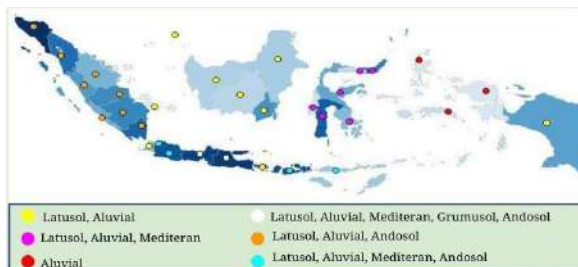 Latusol, Aluvial
Latusol, Aluvial, Mediteran
Aluvial
Latusol, Aluvial, Mediteran, Grumusol, Andosol
Latusol, Aluvial, Andosol
Latusol, Aluvial, Mediteran, Andosol